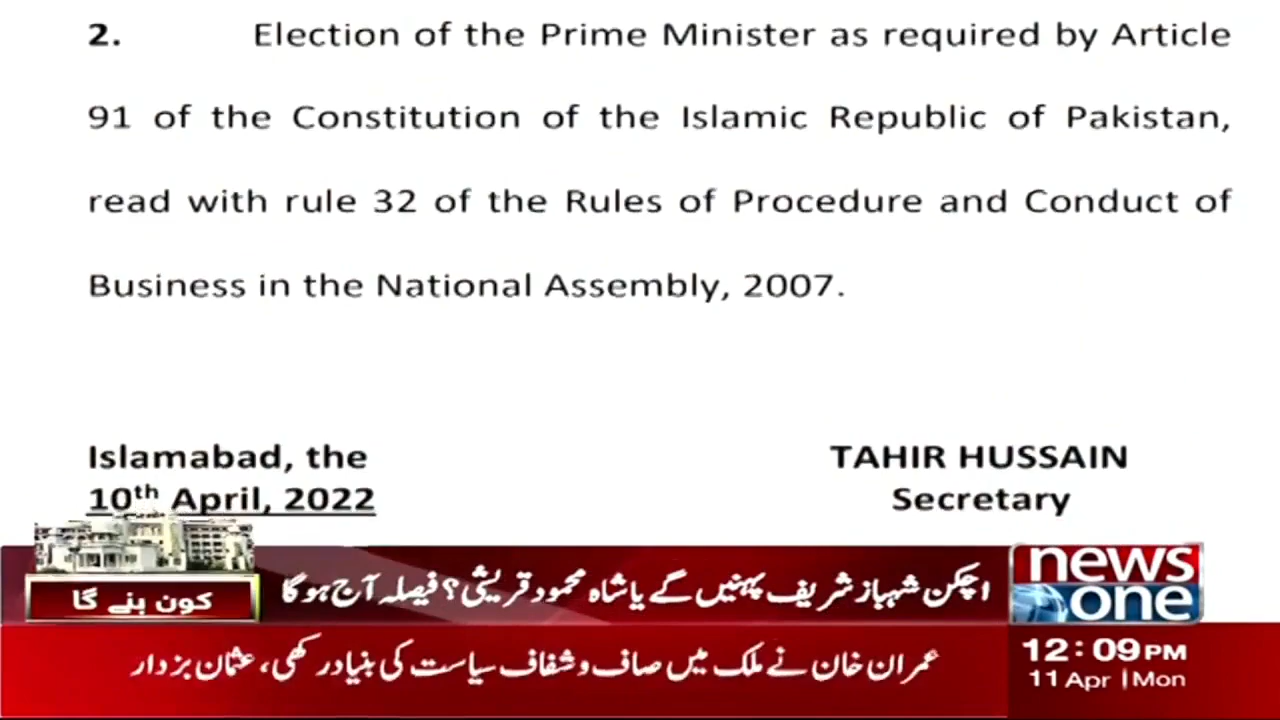 2. Election of the Prime Minister as required by Article
91 of the Constitution of the Islamic Republic of Pakistan,
read with rule 32 of the Rules of Procedure and Conduct of
Business in the National Assembly, 2007.
Islamabad, the
10th April, 2022
TAHIR HUSSAIN
Secretary
کون بنے گا
اچکن شہباز شریف پہنیں گے یا شاہ محمود قریشی؟ فیصلہ آج ہوگا
عمران خان نے ملک میں صاف و شفاف سیاست کی بنیاد رکھی، عثمان بزدار
news
one
12:09PM
11 Apr | Mon